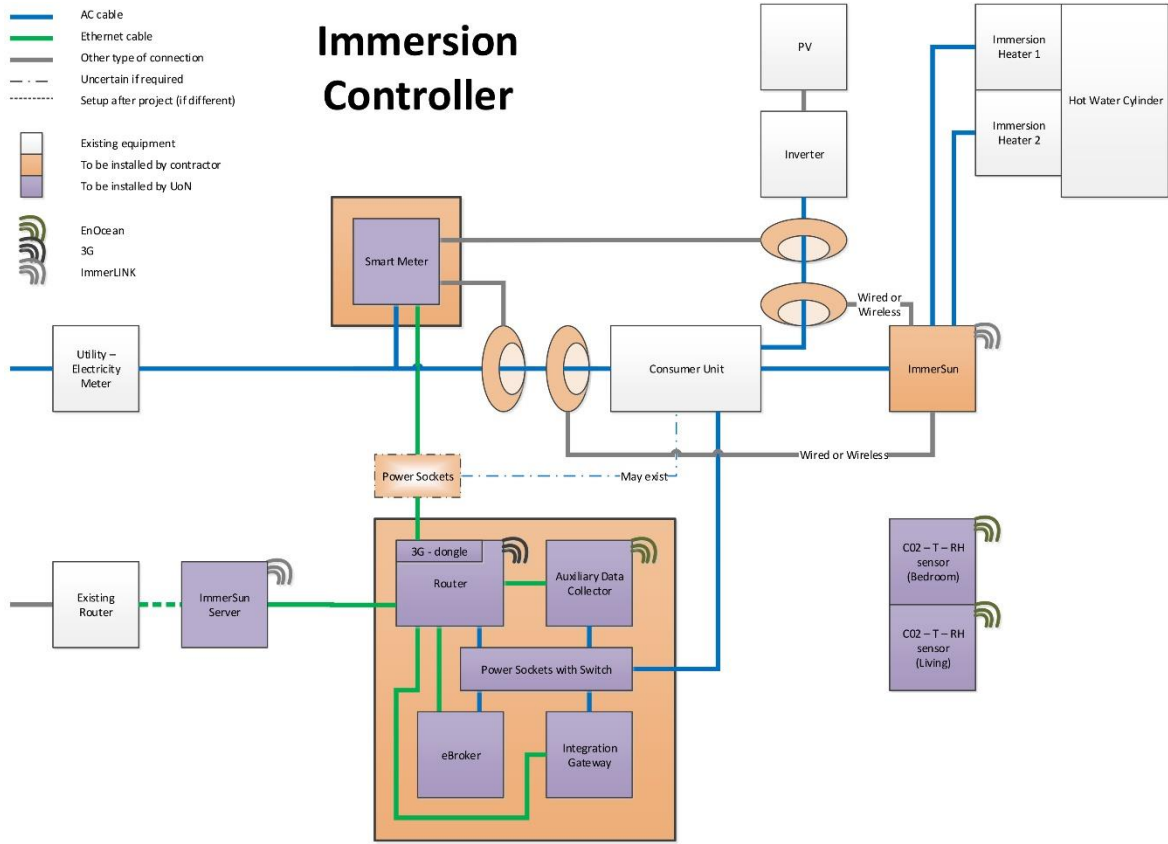 AC cable
Ethernet cable
Other type of connection
Uncertain if required
Setup after project (if different)
Existing equipment
To be installed by contractor
To be installed by UoN
EnOcean
3G
ImmerLINK
Immersion
Controller
PV
Inverter
Immersion
Heater 1
Immersion
Heater 2
Hot Water Cylinder
Smart Meter
Wired or
Wireless
Utility –
Electricity
Meter
Consumer Unit
ImmerSun
Wired or Wireless
Power Sockets
May exist
3G - dongle
Router
Auxiliary Data
Collector
Existing
Router
ImmerSun
Server
Power Sockets with Switch
eBroker
Integration
Gateway
C02 – T – RH
sensor
(Bedroom)
C02 – T – RH
sensor
(Living)